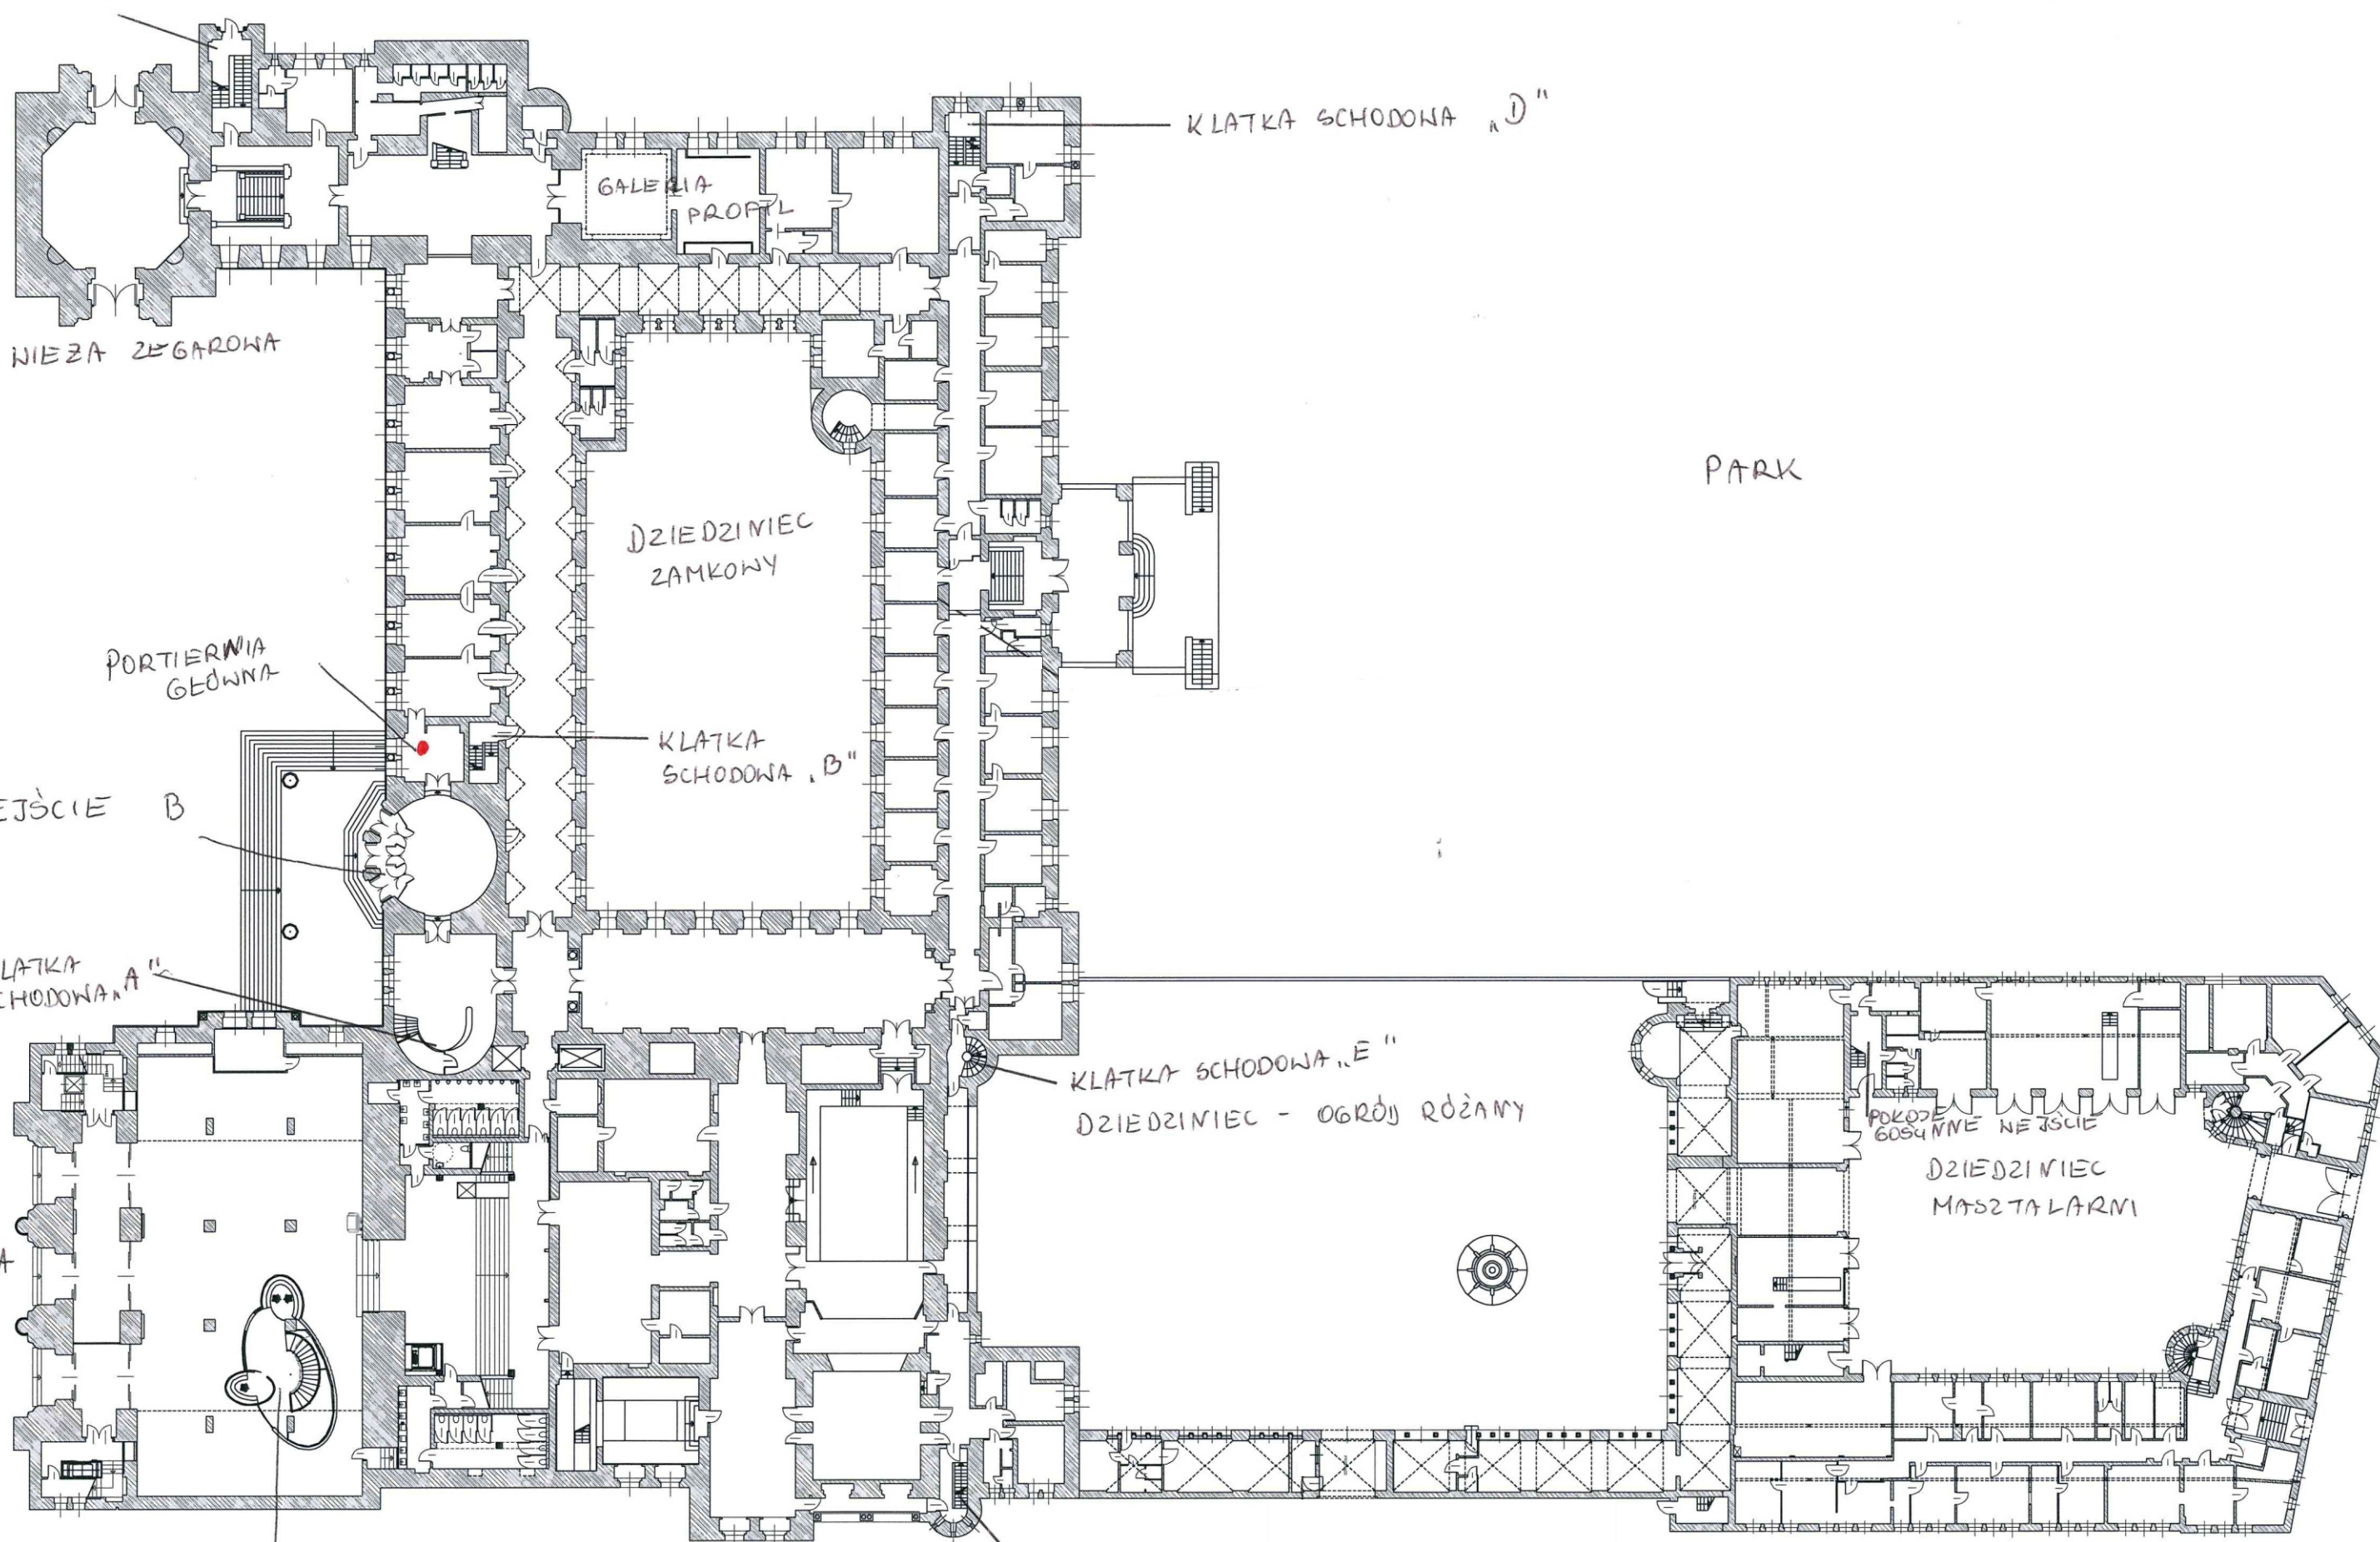 KLATKA SCHODOWA „D"
GALERIA
PROFIL
WIEŻA ZEGAROWA
PARK
DZIEDZINIEC
ZAMKOWY
PORTIERNIA
GŁÓWNA
KLATKA
SCHODOWA „B"
EJŚCIE B
LATKA
CHODOWA „A"
KLATKA SCHODOWA „E"
DZIEDZINIEC - OGRÓD RÓŻANY
POKOJE
GOŚCINNE WEJŚCIE
DZIEDZINIEC
MASZTALARNI
A